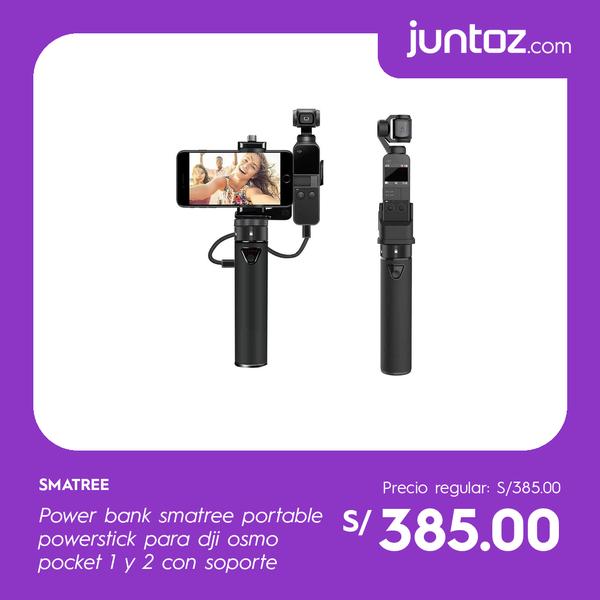 juntoz.com
SMATREE
Power bank smatree portable
powerstick para dji osmo
pocket 1 y 2 con soporte
Precio regular: S/385.00
S/ 385.00